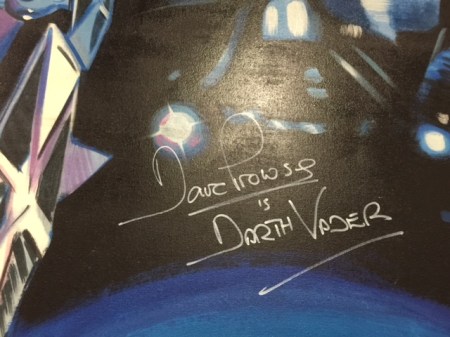 Dave Prowse
is
DARTH VADER